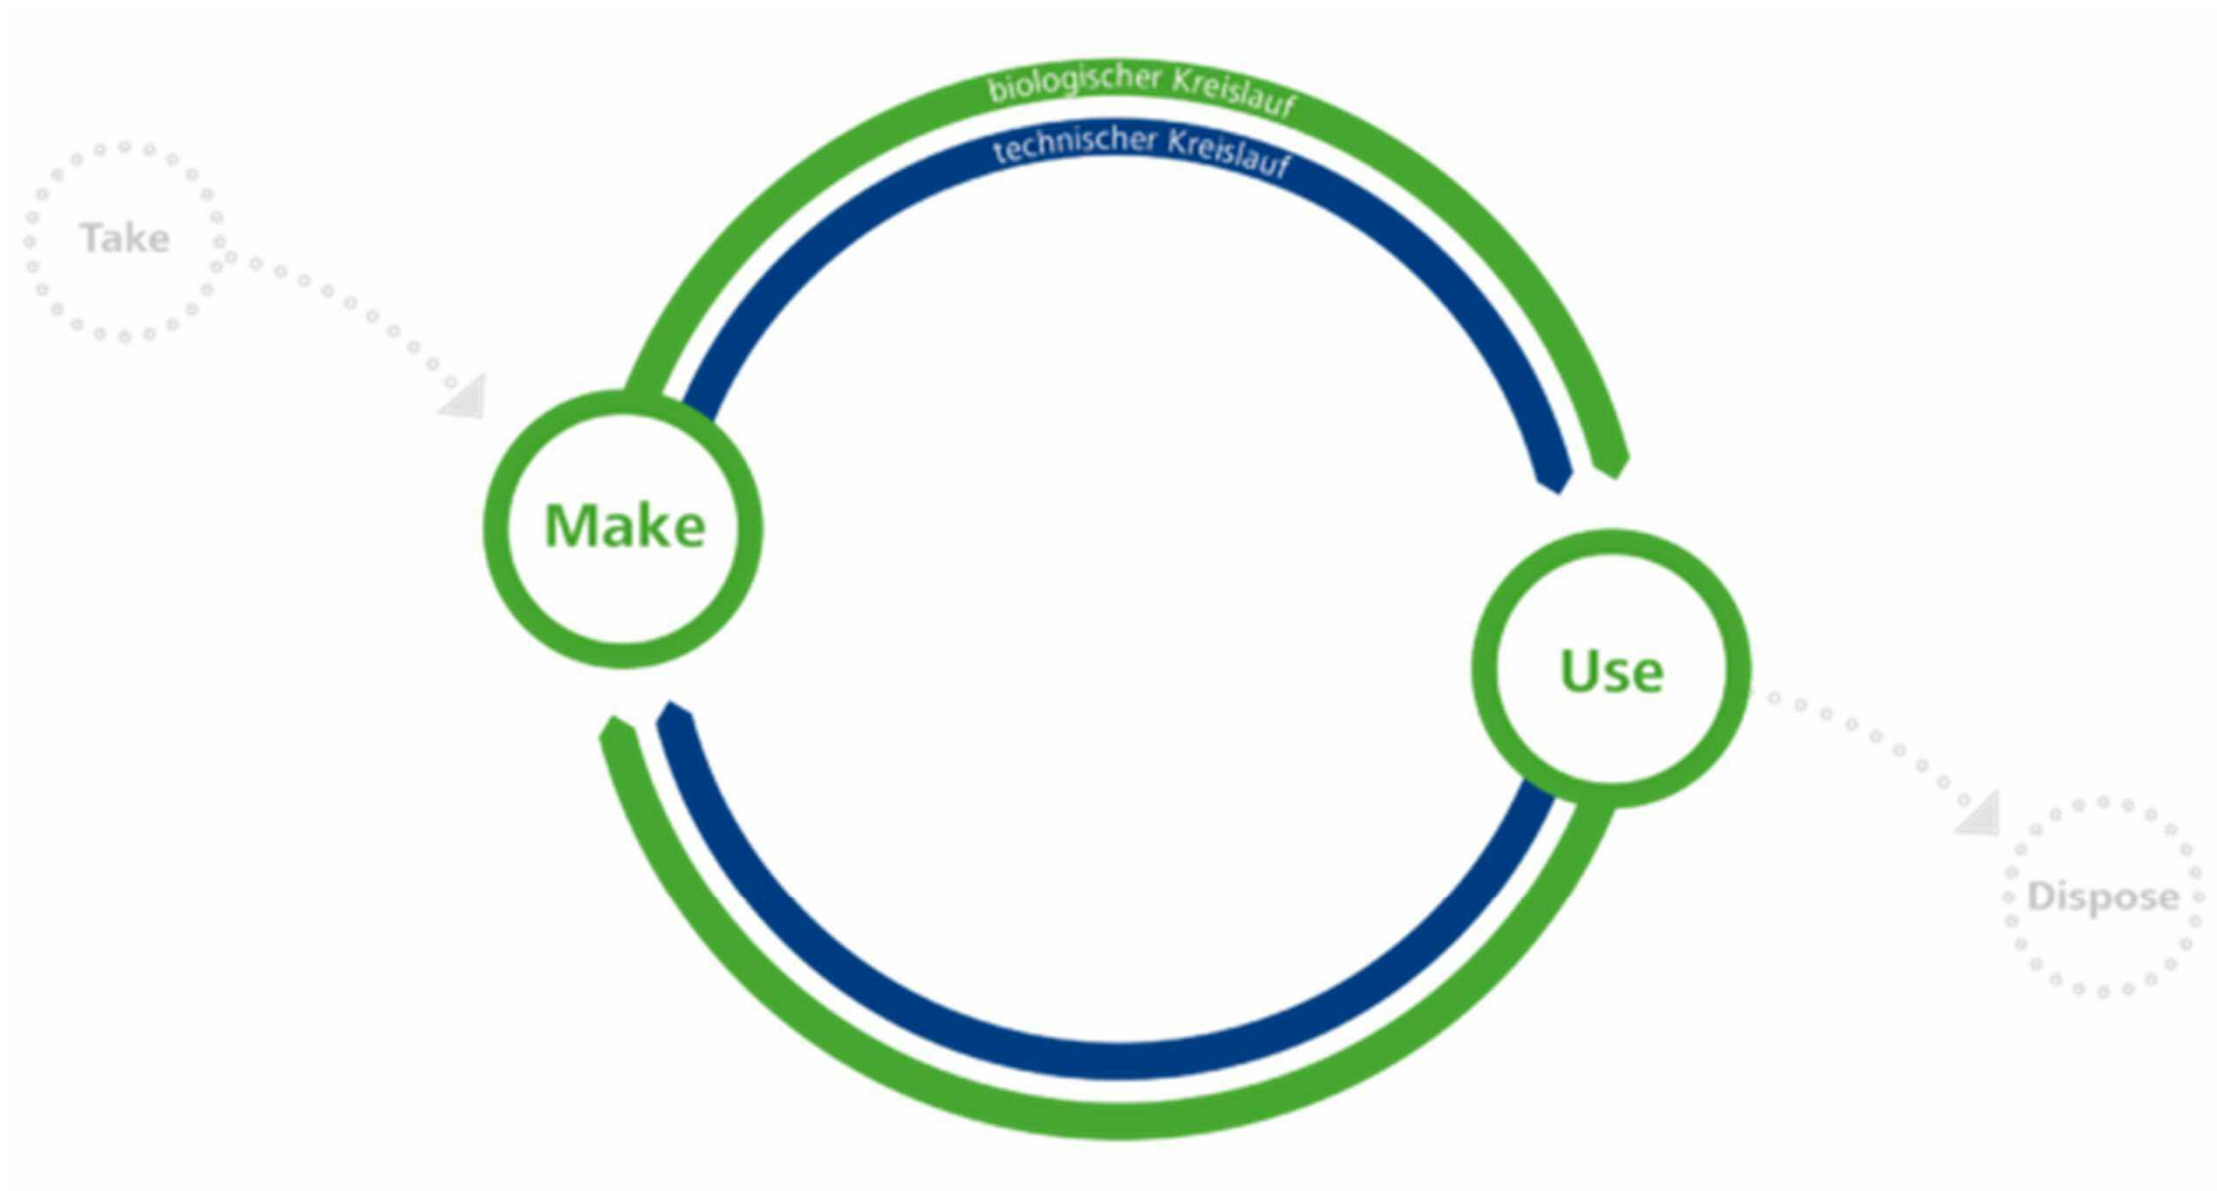 biologischer Kreislauf
technischer Kreislauf
Take
Make
Use
Dispose